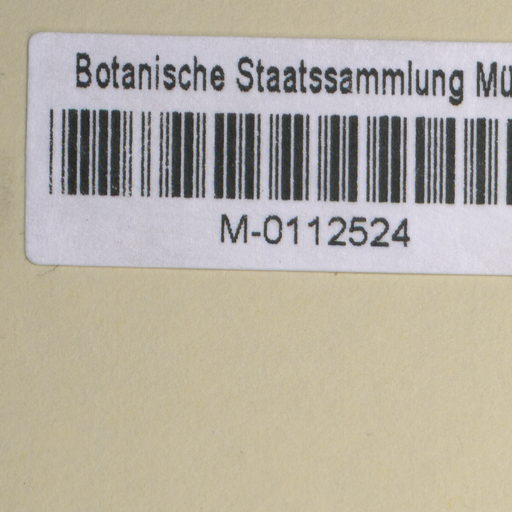 Botanische Staatssammlung Mü
M-0112524